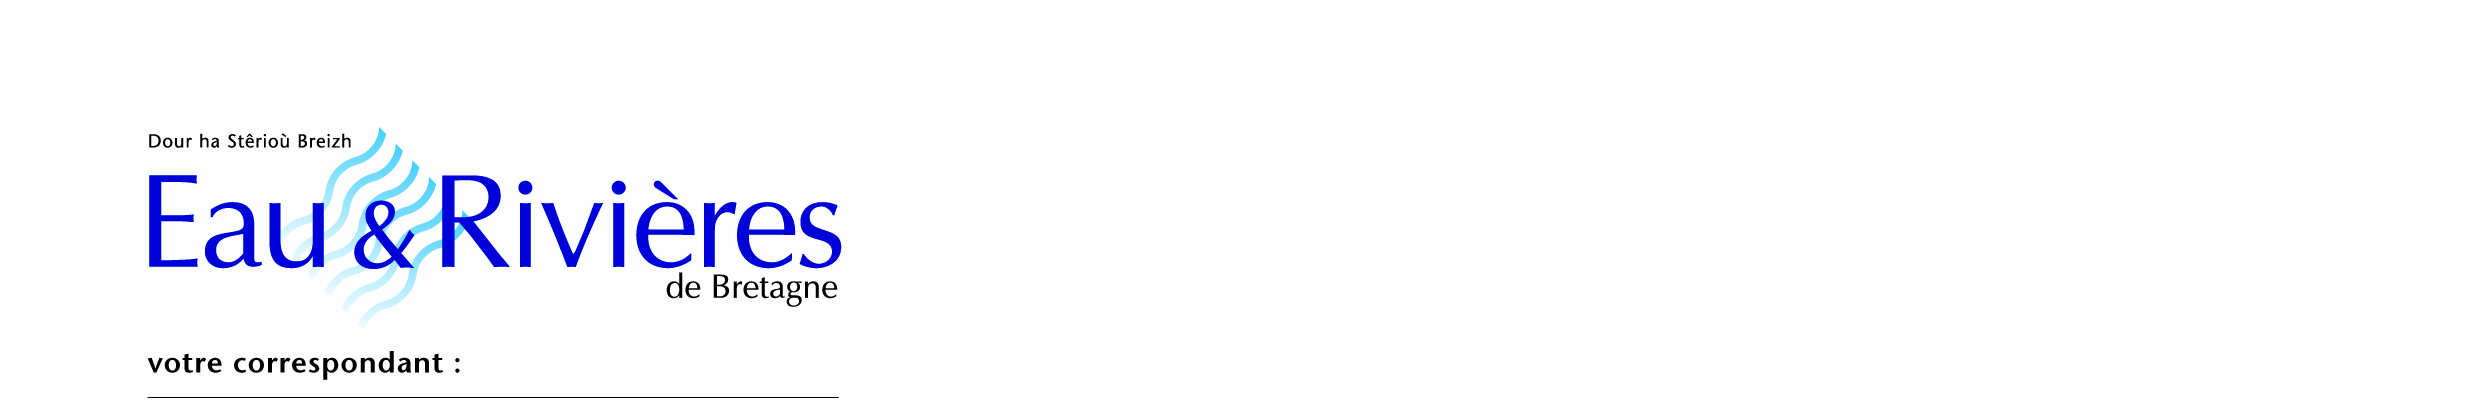 Dour ha Stêrioù Breizh
Eau & Rivières
de Bretagne
votre correspondant :